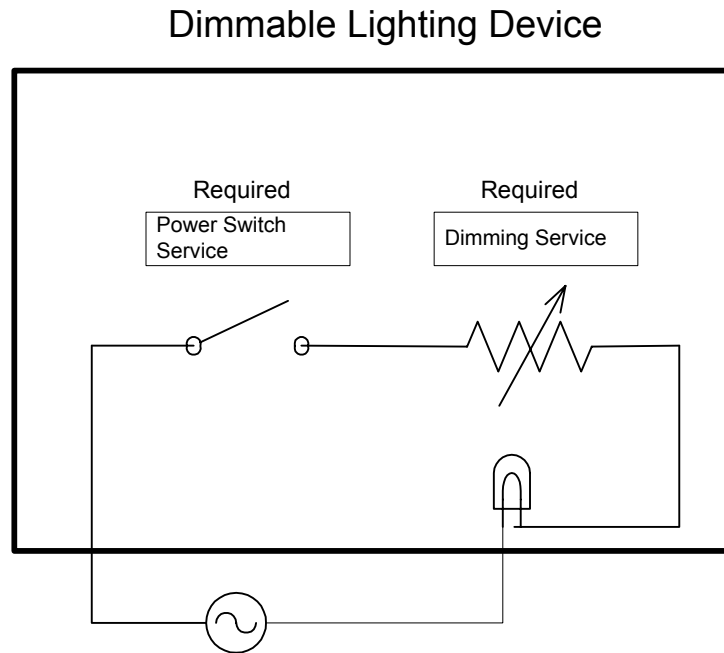 Dimmable Lighting Device
Required
Power Switch
Service
Required
Dimming Service